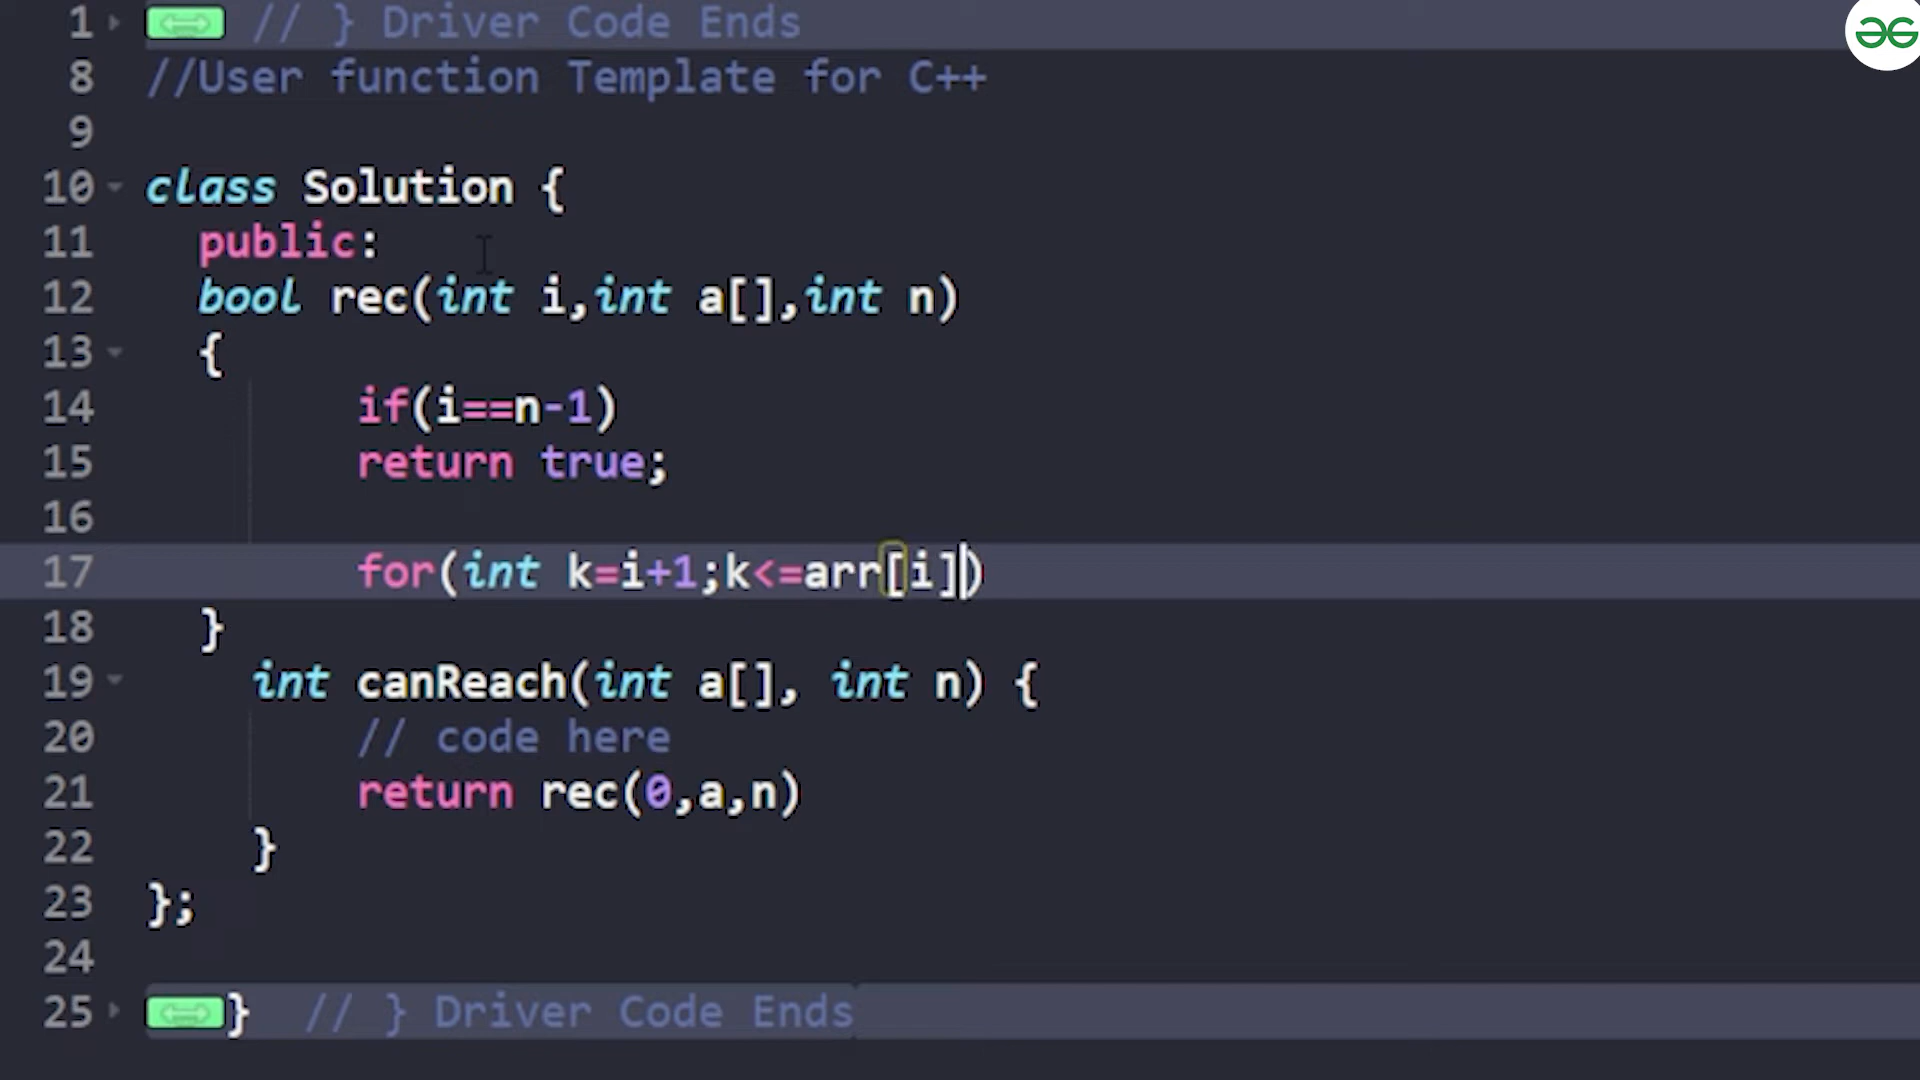 1 // } Driver Code Ends
8 //User function Template for C++
9
10 class Solution {
11 public:
12 bool rec(int i,int a[],int n)
13 {
14 if(i==n-1)
15 return true;
16
17 for(int k=i+1;k<=arr[i])
18 }
19 int canReach(int a[], int n) {
20 // code here
21 return rec(0,a,n)
22 }
23 };
24
25 } // } Driver Code Ends